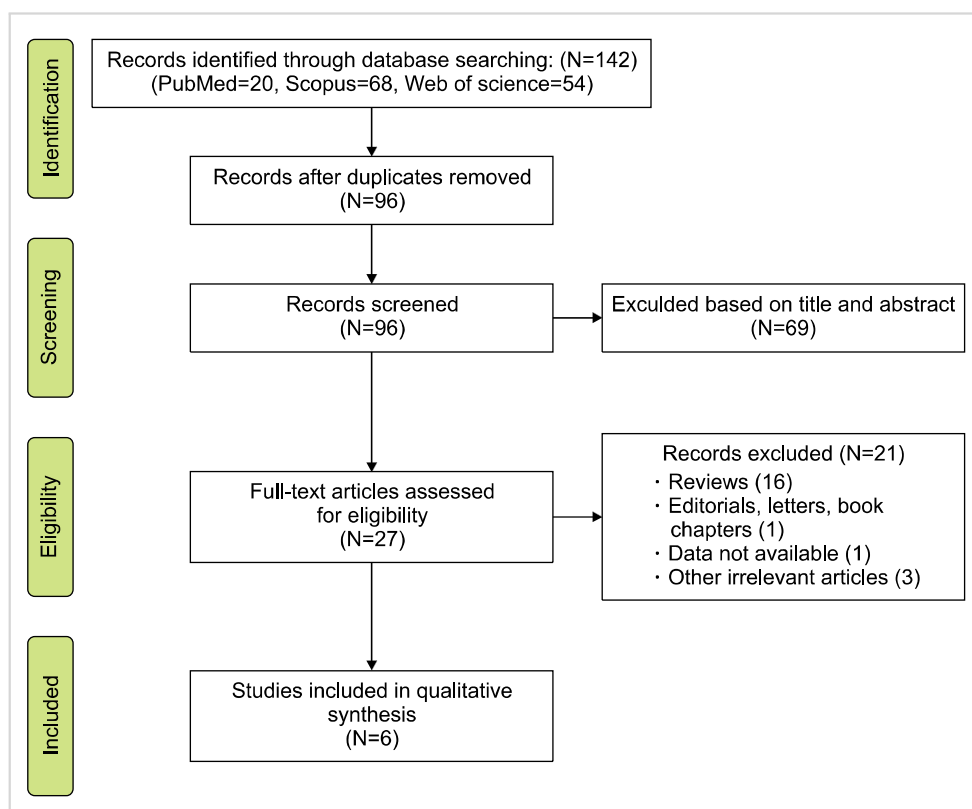 Identification
Records identified through database searching: (N=142)
(PubMed=20, Scopus=68, Web of science=54)
Records after duplicates removed
(N=96)
Screening
Records screened
(N=96)
Exculded based on title and abstract
(N=69)
Eligibility
Full-text articles assessed
for eligibility
(N=27)
Records excluded (N=21)
· Reviews (16)
· Editorials, letters, book
chapters (1)
· Data not available (1)
· Other irrelevant articles (3)
Included
Studies included in qualitative
synthesis
(N=6)